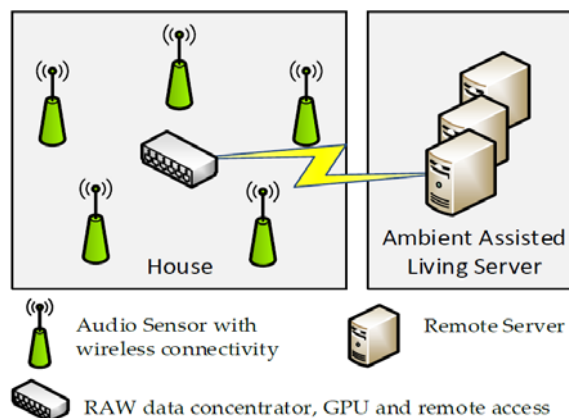 House
Ambient Assisted
Living Server
Audio Sensor with
wireless connectivity
Remote Server
RAW data concentrator, GPU and remote access